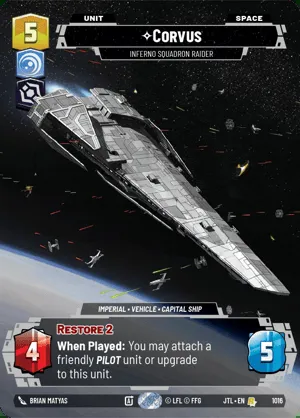 UNIT
SPACE
5
✧CORVUS
INFERNO SQUADRON RAIDER
IMPERIAL • VEHICLE • CAPITAL SHIP
RESTORE 2
When Played: You may attach a
friendly PILOT unit or upgrade
to this unit.
4
5
BRIAN MATYAS
© LFL © FFG
JTL • EN
1016